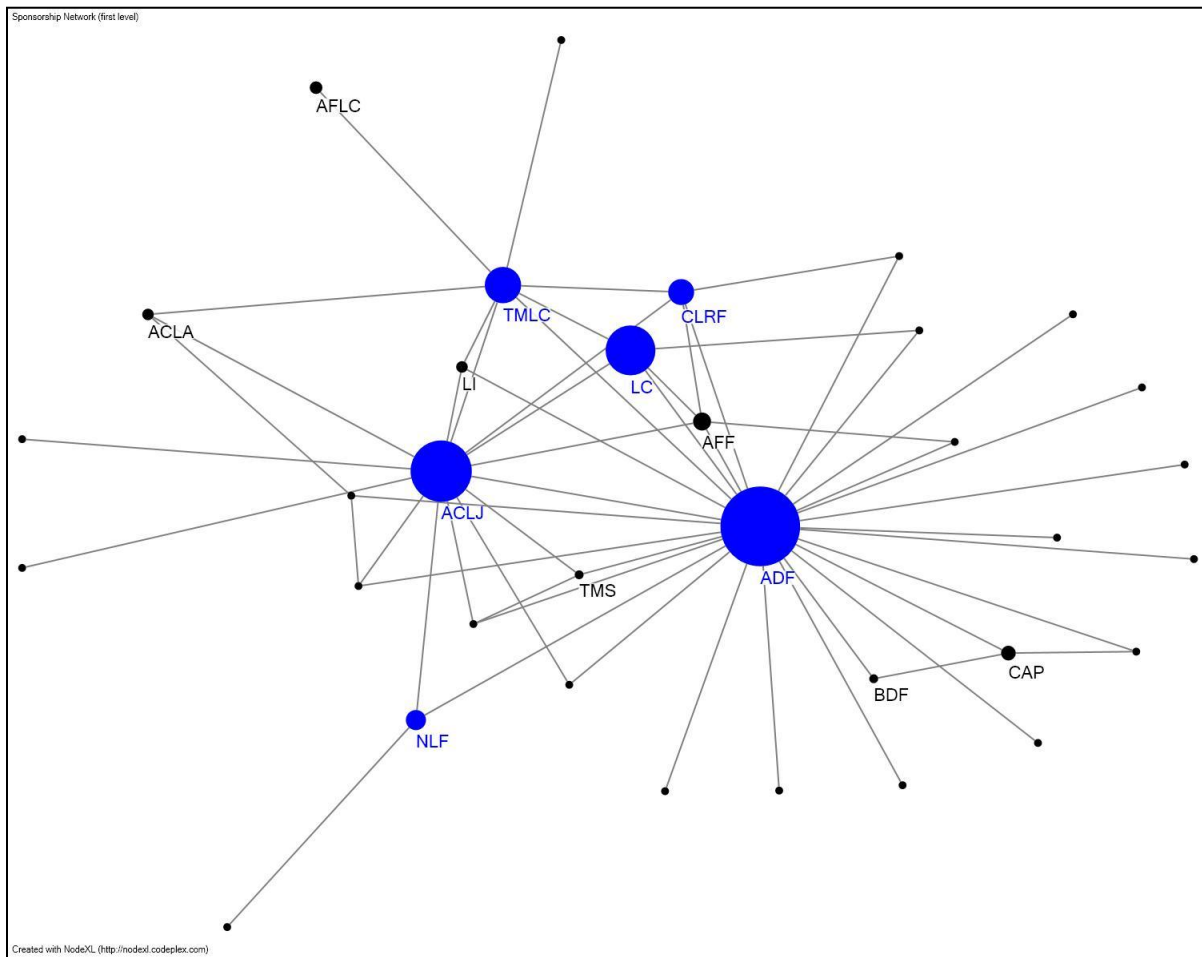 Sponsorship Network (first level)
AFLC
TMLC
CLRF
ACLA
LC
LI
AFF
ACLJ
ADF
TMS
CAP
BDF
NLF
Created with NodeXL (http://nodexl.codeplex.com)